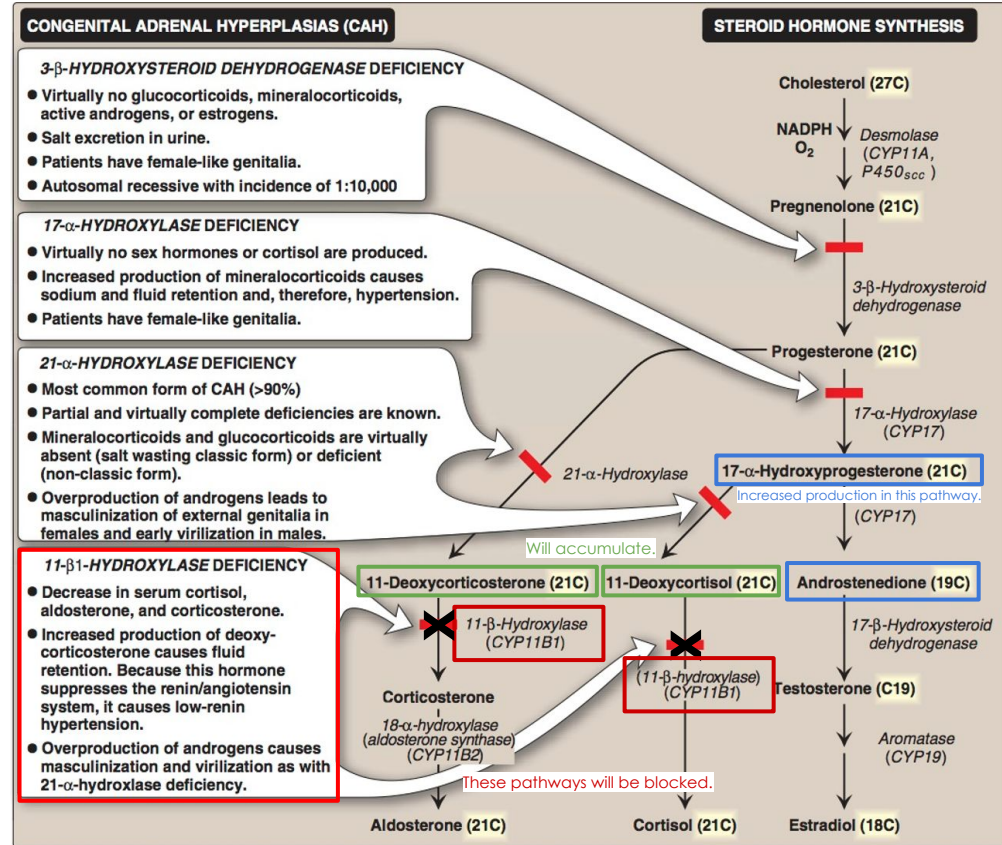 CONGENITAL ADRENAL HYPERPLASIAS (CAH)
3-β-HYDROXYSTEROID DEHYDROGENASE DEFICIENCY
● Virtually no glucocorticoids, mineralocorticoids,
active androgens, or estrogens.
● Salt excretion in urine.
● Patients have female-like genitalia.
● Autosomal recessive with incidence of 1:10,000
17-α-HYDROXYLASE DEFICIENCY
● Virtually no sex hormones or cortisol are produced.
● Increased production of mineralocorticoids causes
sodium and fluid retention and, therefore, hypertension.
● Patients have female-like genitalia.
21-α-HYDROXYLASE DEFICIENCY
● Most common form of CAH (>90%)
● Partial and virtually complete deficiencies are known.
● Mineralocorticoids and glucocorticoids are virtually
absent (salt wasting classic form) or deficient
(non-classic form).
● Overproduction of androgens leads to
masculinization of external genitalia in
females and early virilization in males.
11-β1-HYDROXYLASE DEFICIENCY
● Decrease in serum cortisol,
aldosterone, and corticosterone.
● Increased production of deoxy-
corticosterone causes fluid
retention. Because this hormone
suppresses the renin/angiotensin
system, it causes low-renin
hypertension.
● Overproduction of androgens causes
masculinization and virilization as with
21-α-hydroxlase deficiency.
STEROID HORMONE SYNTHESIS
Cholesterol (27C)
NADPH
O2
Desmolase
(CYP11A,
P450scc )
Pregnenolone (21C)
3-β-Hydroxysteroid
dehydrogenase
Progesterone (21C)
17-α-Hydroxylase
(CYP17)
21-α-Hydroxylase
17-α-Hydroxyprogesterone (21C)
Increased production in this pathway.
(CYP17)
Will accumulate.
11-Deoxycorticosterone (21C)
11-Deoxycortisol (21C)
Androstenedione (19C)
11-β-Hydroxylase
(CYP11B1)
(11-β-hydroxylase)
(CYP11B1)
17-β-Hydroxysteroid
dehydrogenase
Corticosterone
Testosterone (C19)
18-α-hydroxylase
(aldosterone synthase)
(CYP11B2)
Aromatase
(CYP19)
These pathways will be blocked.
Aldosterone (21C)
Cortisol (21C)
Estradiol (18C)